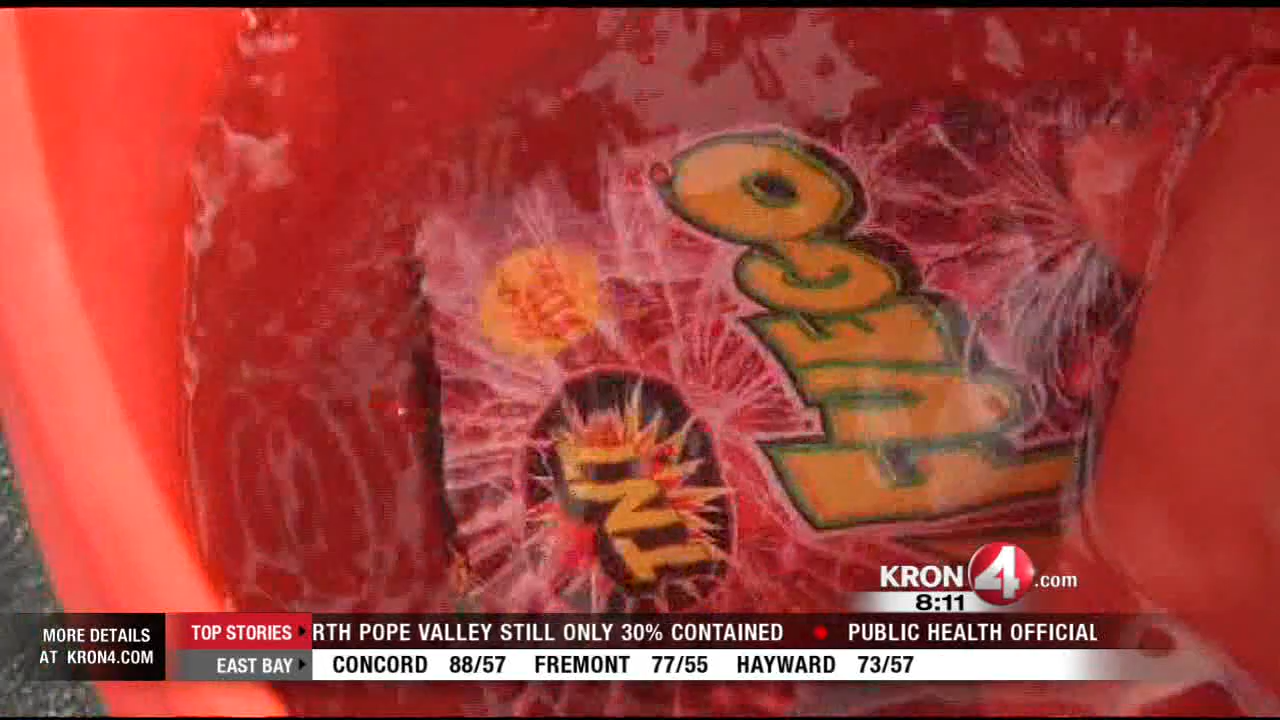 TNT
KRON 4 .com
8:11
MORE DETAILS
AT KRON4.COM
TOP STORIES
RTH POPE VALLEY STILL ONLY 30% CONTAINED • PUBLIC HEALTH OFFICIAL
EAST BAY
CONCORD 88/57 FREMONT 77/55 HAYWARD 73/57